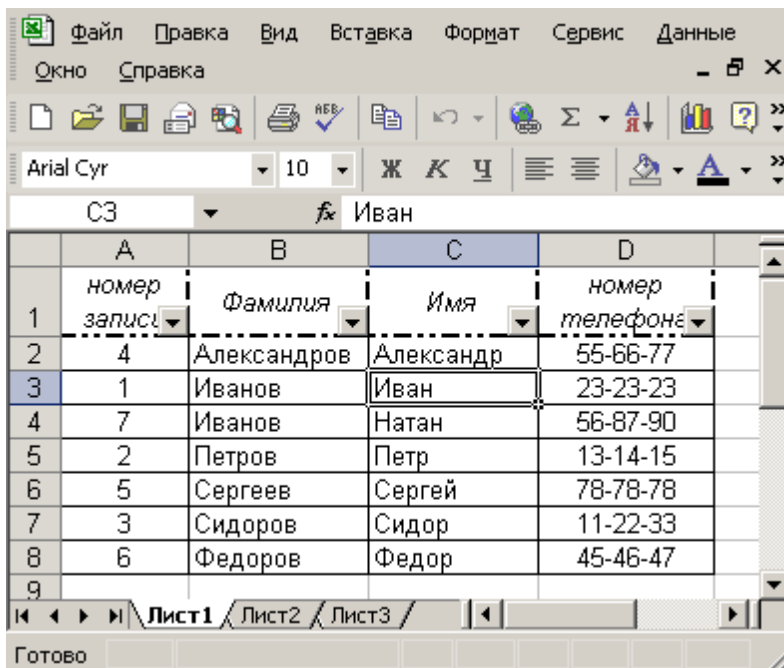 Файл Правка Вид Вставка Формат Сервис Данные
Окно Справка
Arial Cyr 10 Ж К Ч
C3 fx Иван
A B C D
1 номер записи Фамилия Имя номер телефона
2 4 Александров Александр 55-66-77
3 1 Иванов Иван 23-23-23
4 7 Иванов Натан 56-87-90
5 2 Петров Петр 13-14-15
6 5 Сергеев Сергей 78-78-78
7 3 Сидоров Сидор 11-22-33
8 6 Федоров Федор 45-46-47
9
Лист1 Лист2 Лист3
Готово